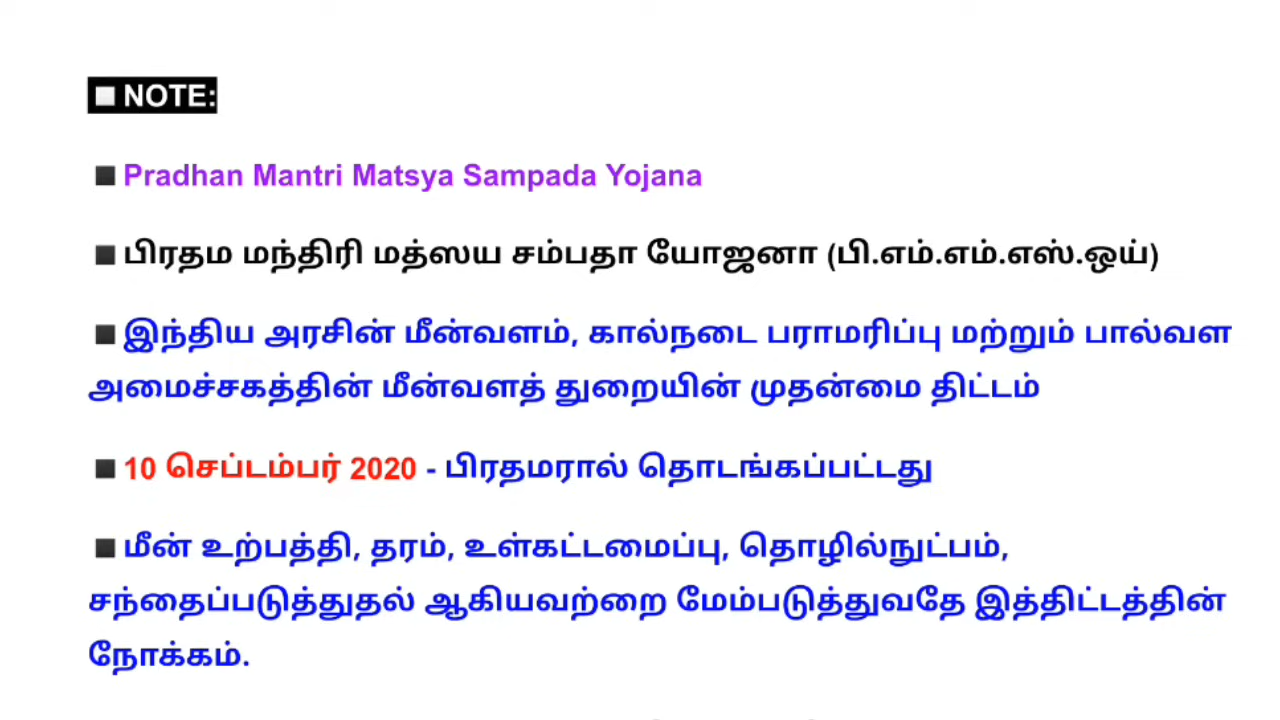 NOTE:
Pradhan Mantri Matsya Sampada Yojana
பிரதம மந்திரி மத்ஸய சம்பதா யோஜனா (பி.எம்.எம்.எஸ்.ஒய்)
இந்திய அரசின் மீன்வளம், கால்நடை பராமரிப்பு மற்றும் பால்வள
அமைச்சகத்தின் மீன்வளத் துறையின் முதன்மை திட்டம்
10 செப்டம்பர் 2020 - பிரதமரால் தொடங்கப்பட்டது
மீன் உற்பத்தி, தரம், உள்கட்டமைப்பு, தொழில்நுட்பம்,
சந்தைப்படுத்துதல் ஆகியவற்றை மேம்படுத்துவதே இத்திட்டத்தின்
நோக்கம்.